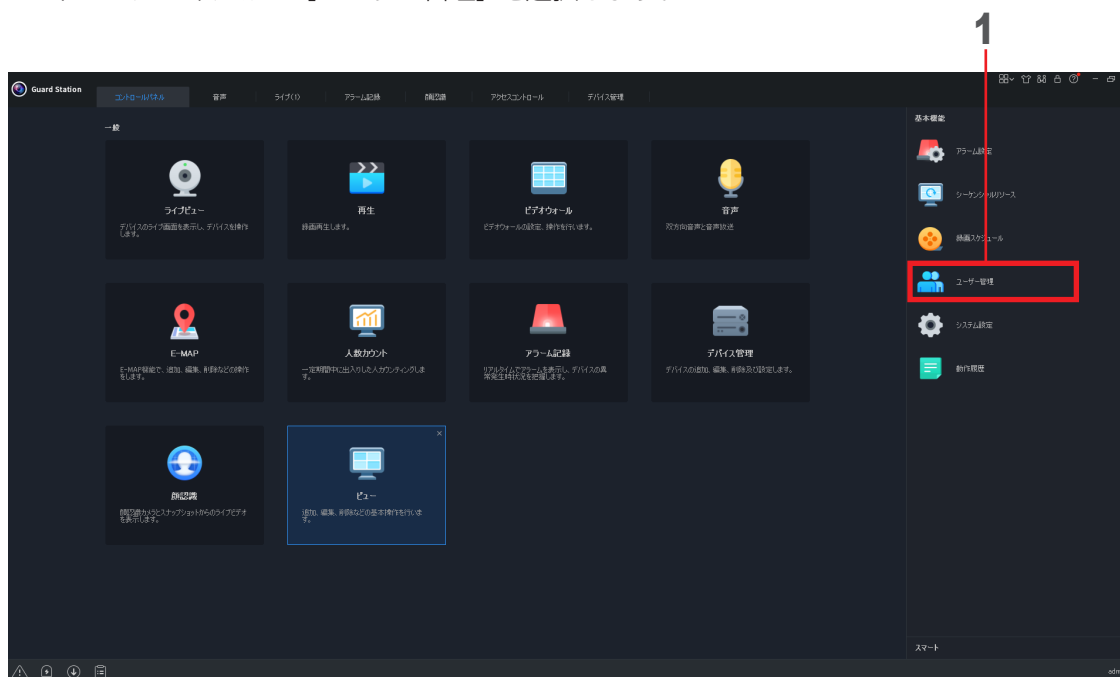 1
Guard Station
コントロールパネル 音声 ライブ(1) アラーム記録 顔認識 アクセスコントロール デバイス管理
一般
ライブビュー
デバイスのライブ画面を表示し、デバイスを操作
します。
再生
録画再生します。
ビデオウォール
ビデオウォールの設定、操作を行います。
音声
双方向音声と音声放送
E-MAP
E-MAP機能で、追加、編集、削除などの操作
をします。
人数カウント
一定期間中に出入りした人カウンティングしま
す。
アラーム記録
リアルタイムでアラームを表示し、デバイスの異
常発生時状況を把握します。
デバイス管理
デバイスの追加、編集、削除及び設定します。
顔認識
顔認識カメラとスナップショットからのライブビデオ
を表示します。
ビュー
追加、編集、削除などの基本操作を行いま
す。
基本機能
アラーム設定
シーケンシャルリソース
録画スケジュール
ユーザー管理
システム設定
動作履歴
スマート